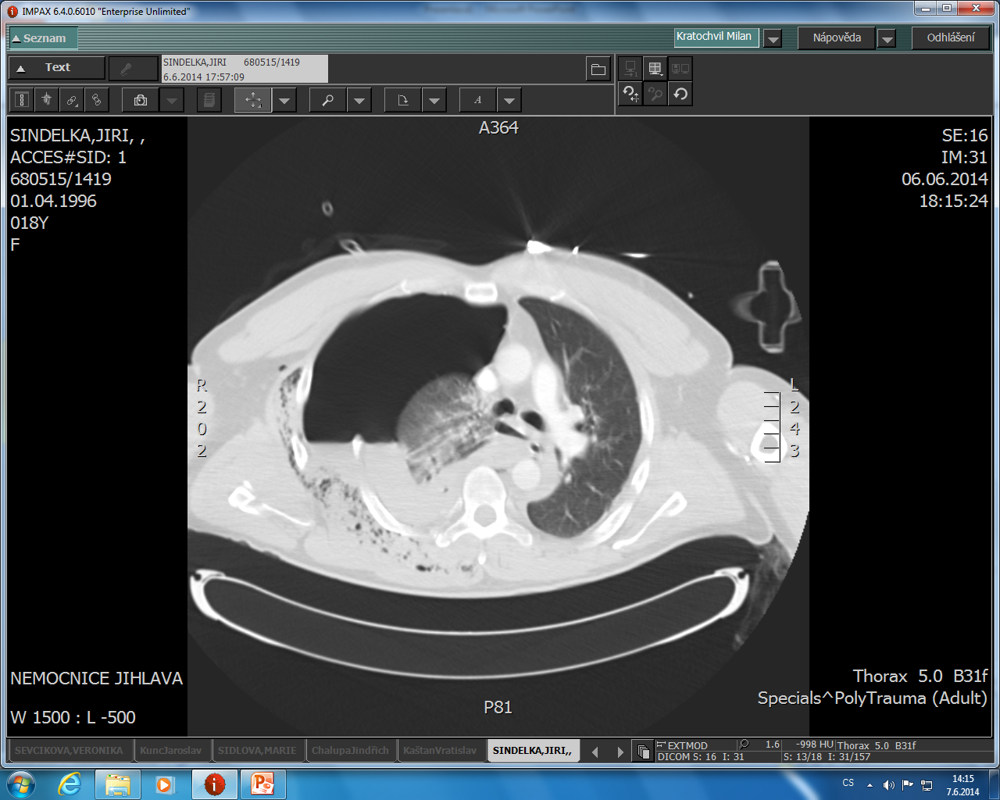 IMPAX 6.4.0.6010 "Enterprise Unlimited"
Seznam
Kratochvil Milan
Nápověda
Odhlášení
Text
SINDELKA,JIRI 680515/1419
6.6.2014 17:57:09
A
SINDELKA,JIRI, ,
ACCES#SID: 1
680515/1419
01.04.1996
018Y
F
A364
SE:16
IM:31
06.06.2014
18:15:24
R
2
0
2
L
2
4
3
NEMOCNICE JIHLAVA
W 1500 : L -500
P81
Thorax 5.0 B31f
Specials^PolyTrauma (Adult)
SEVCIKOVA,VERONIKA
KuncJaroslav
SIDLOVA,MARIE
ChalupaJindřich
KaštanVratislav
SINDELKA,JIRI,,
EXTMOD 1.6 -998 HU Thorax 5.0 B31f
DICOM S: 16 I: 31 S: 13/18 I: 31/157
CS
14:15
7.6.2014